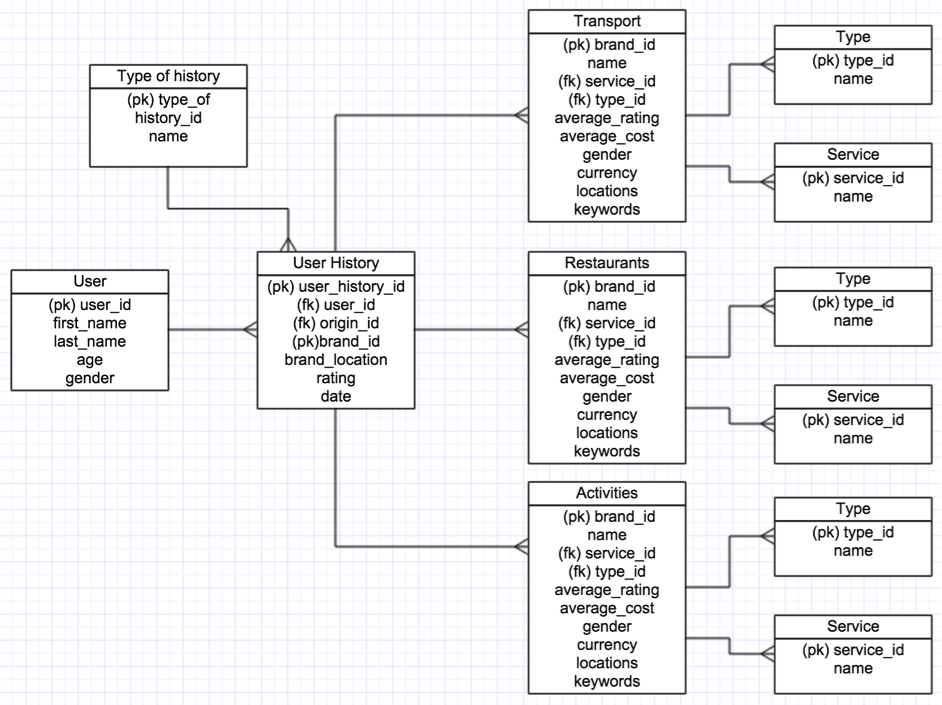 Type of history
(pk) type_of
history_id
name
User
(pk) user_id
first_name
last_name
age
gender
User History
(pk) user_history_id
(fk) user_id
(fk) origin_id
(pk)brand_id
brand_location
rating
date
Transport
(pk) brand_id
name
(fk) service_id
(fk) type_id
average_rating
average_cost
gender
currency
locations
keywords
Type
(pk) type_id
name
Service
(pk) service_id
name
Restaurants
(pk) brand_id
name
(fk) service_id
(fk) type_id
average_rating
average_cost
gender
currency
locations
keywords
Type
(pk) type_id
name
Service
(pk) service_id
name
Activities
(pk) brand_id
name
(fk) service_id
(fk) type_id
average_rating
average_cost
gender
currency
locations
keywords
Type
(pk) type_id
name
Service
(pk) service_id
name